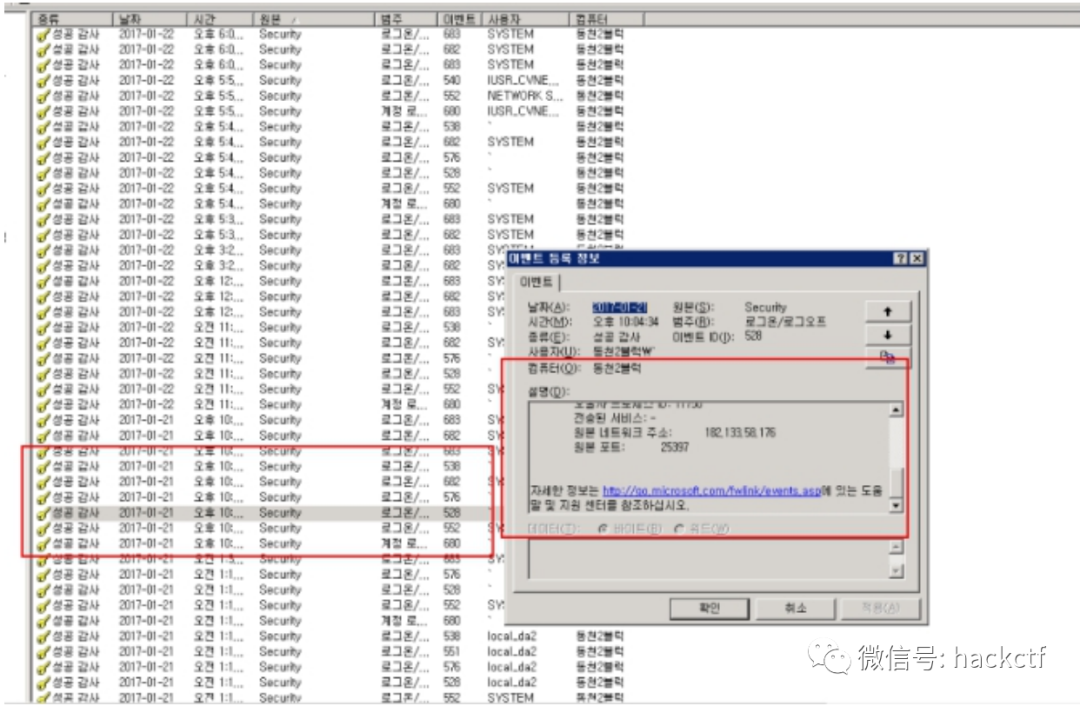 종류 날짜 시간 원본 범주 이벤트 사용자 컴퓨터
성공 감사 2017-01-22 오후 6:0... Security 로그온/... 683 SYSTEM 동천2블럭
성공 감사 2017-01-22 오후 6:0... Security 로그온/... 682 SYSTEM 동천2블럭
성공 감사 2017-01-22 오후 6:0... Security 로그온/... 683 SYSTEM 동천2블럭
성공 감사 2017-01-22 오후 5:5... Security 로그온/... 540 IUSR_CVNE... 동천2블럭
성공 감사 2017-01-22 오후 5:5... Security 로그온/... 552 NETWORK S... 동천2블럭
성공 감사 2017-01-22 오후 5:5... Security 계정 로... 680 IUSR_CVNE... 동천2블럭
성공 감사 2017-01-22 오후 5:4... Security 로그온/... 538 ` 동천2블럭
성공 감사 2017-01-22 오후 5:4... Security 로그온/... 682 SYSTEM 동천2블럭
성공 감사 2017-01-22 오후 5:4... Security 로그온/... 576 ` 동천2블럭
성공 감사 2017-01-22 오후 5:4... Security 로그온/... 528 ` 동천2블럭
성공 감사 2017-01-22 오후 5:4... Security 로그온/... 552 SYSTEM 동천2블럭
성공 감사 2017-01-22 오후 5:4... Security 계정 로... 680 ` 동천2블럭
성공 감사 2017-01-22 오후 5:3... Security 로그온/... 683 SYSTEM 동천2블럭
성공 감사 2017-01-22 오후 5:3... Security 로그온/... 682 SYSTEM 동천2블럭
성공 감사 2017-01-22 오후 3:2... Security 로그온/... 683
성공 감사 2017-01-22 오후 3:2... Security 로그온/... 682
성공 감사 2017-01-22 오후 12:... Security 로그온/... 683
성공 감사 2017-01-22 오후 12:... Security 로그온/... 682
성공 감사 2017-01-22 오후 12:... Security 로그온/... 683
성공 감사 2017-01-22 오전 11:... Security 로그온/... 538
성공 감사 2017-01-22 오전 11:... Security 로그온/... 682
성공 감사 2017-01-22 오전 11:... Security 로그온/... 576
성공 감사 2017-01-22 오전 11:... Security 로그온/... 528
성공 감사 2017-01-22 오전 11:... Security 로그온/... 552
성공 감사 2017-01-22 오전 11:... Security 계정 로... 680
성공 감사 2017-01-21 오후 10:... Security 로그온/... 683
성공 감사 2017-01-21 오후 10:... Security 로그온/... 682
성공 감사 2017-01-21 오후 10:... Security 로그온/... 683
성공 감사 2017-01-21 오후 10:... Security 로그온/... 538
성공 감사 2017-01-21 오후 10:... Security 로그온/... 682
성공 감사 2017-01-21 오후 10:... Security 로그온/... 576
성공 감사 2017-01-21 오후 10:... Security 로그온/... 528
성공 감사 2017-01-21 오후 10:... Security 로그온/... 552
성공 감사 2017-01-21 오후 10:... Security 계정 로... 680
성공 감사 2017-01-21 오전 1:3... Security 로그온/... 683
성공 감사 2017-01-21 오전 1:1... Security 로그온/... 576
성공 감사 2017-01-21 오전 1:1... Security 로그온/... 528
성공 감사 2017-01-21 오전 1:1... Security 로그온/... 552
성공 감사 2017-01-21 오전 1:1... Security 계정 로... 680
성공 감사 2017-01-21 오전 1:1... Security 로그온/... 538 local_da2 동천2블럭
성공 감사 2017-01-21 오전 1:1... Security 로그온/... 551 local_da2 동천2블럭
성공 감사 2017-01-21 오전 1:1... Security 로그온/... 576 local_da2 동천2블럭
성공 감사 2017-01-21 오전 1:1... Security 로그온/... 528 local_da2 동천2블럭
성공 감사 2017-01-21 오전 1:1... Security 로그온/... 552 SYSTEM 동천2블럭
이벤트 등록 정보
이벤트
날짜(A): 2017-01-21 원본(S): Security
시간(M): 오후 10:04:34 범주(R): 로그온/로그오프
종류(E): 성공 감사 이벤트 ID(I): 528
사용자(U): 동천2블럭₩`
컴퓨터(O): 동천2블럭
설명(D):
전송된 서비스: -
원본 네트워크 주소: 182.133.58.176
원본 포트: 25397
자세한 정보는 http://go.microsoft.com/fwlink/events.asp에 있는 도움
말 및 지원 센터를 참조하십시오.
데이터(T): 바이트(B) 워드(W)
확인 취소 적용(A)
微信号: hackctf